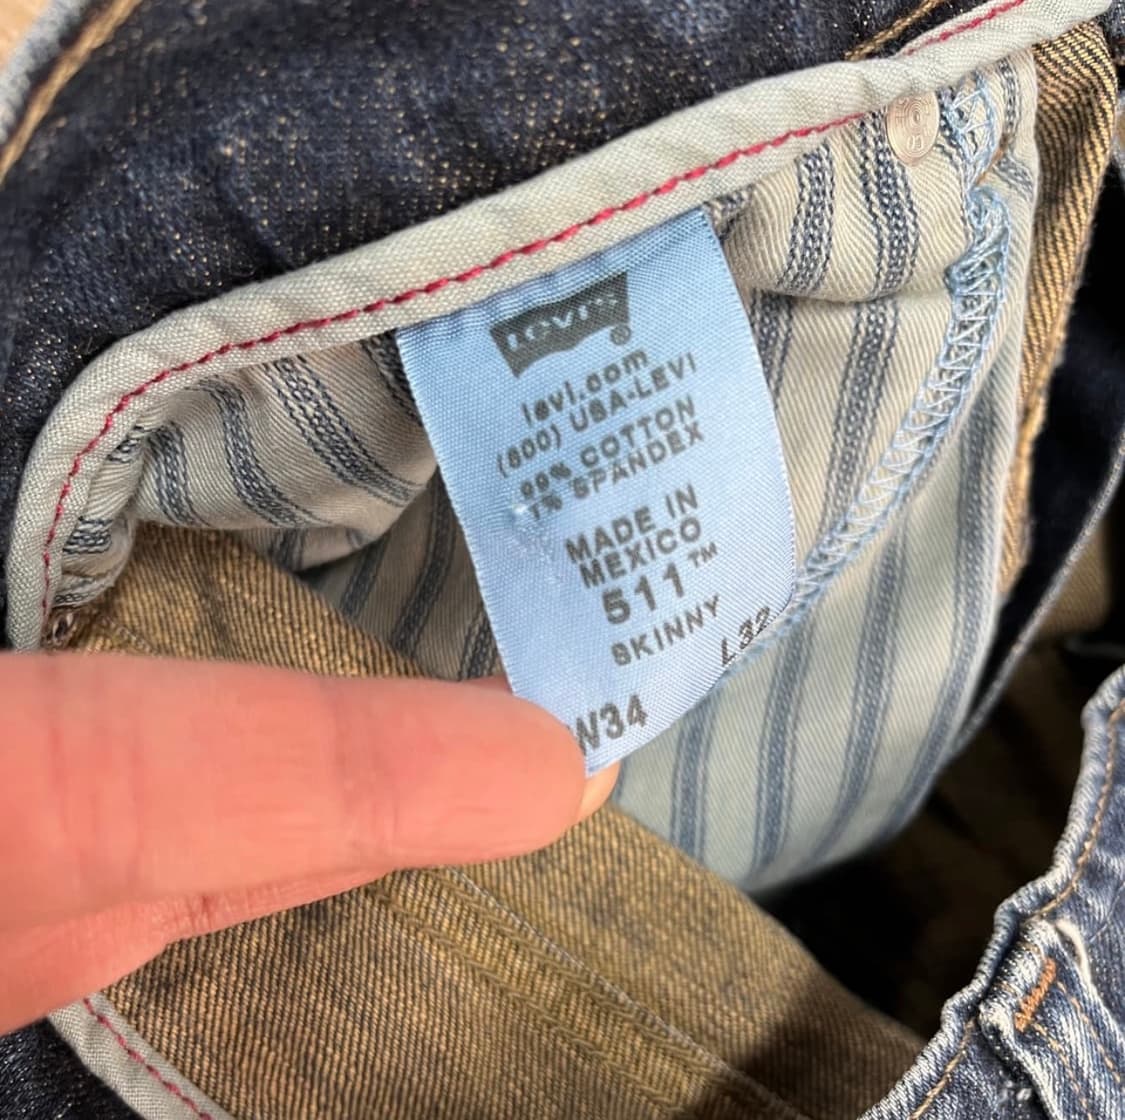 LEVI'S®
levi.com
(800) USA-LEVI
99% COTTON
1% SPANDEX
MADE IN
MEXICO
511™
SKINNY
W34 L32